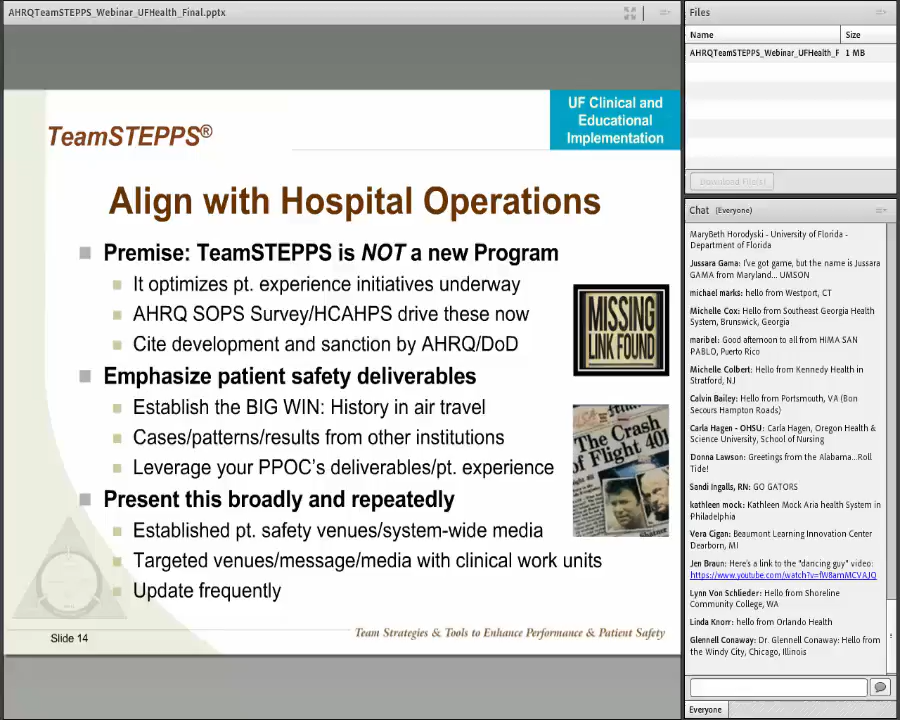 AHRQTeamSTEPPS_Webinar_UFHealth_Final.pptx
TeamSTEPPS®
UF Clinical and
Educational
Implementation
Align with Hospital Operations
Premise: TeamSTEPPS is NOT a new Program
It optimizes pt. experience initiatives underway
AHRQ SOPS Survey/HCAHPS drive these now
Cite development and sanction by AHRQ/DoD
MISSING
LINK FOUND
Emphasize patient safety deliverables
Establish the BIG WIN: History in air travel
Cases/patterns/results from other institutions
Leverage your PPOC's deliverables/pt. experience
The Crash
of Flight 401
Present this broadly and repeatedly
Established pt. safety venues/system-wide media
Targeted venues/message/media with clinical work units
Update frequently
Slide 14
Team Strategies & Tools to Enhance Performance & Patient Safety
Files
Name Size
AHRQTeamSTEPPS_Webinar_UFHealth_F 1 MB
Download File(s)
Chat (Everyone)
MaryBeth Horodyski - University of Florida -
Department of Florida
Jussara Gama: I've got game, but the name is Jussara
GAMA from Maryland... UMSON
michael marks: hello from Westport, CT
Michelle Cox: Hello from Southeast Georgia Health
System, Brunswick, Georgia
maribel: Good afternoon to all from HIMA SAN
PABLO, Puerto Rico
Michelle Colbert: Hello from Kennedy Health in
Stratford, NJ
Calvin Bailey: Hello from Portsmouth, VA (Bon
Secours Hampton Roads)
Carla Hagen - OHSU: Carla Hagen, Oregon Health &
Science University, School of Nursing
Donna Lawson: Greetings from the Alabama...Roll
Tide!
Sandi Ingalls, RN: GO GATORS
kathleen mock: Kathleen Mock Aria health System in
Philadelphia
Vera Cigan: Beaumont Learning Innovation Center
Dearborn, MI
Jen Braun: Here's a link to the "dancing guy" video:
https://www.youtube.com/watch?v=fW8amMCVAJQ
Lynn Von Schlieder: Hello from Shoreline
Community College, WA
Linda Knorr: hello from Orlando Health
Glennell Conaway: Dr. Glennell Conaway: Hello from
the Windy City, Chicago, Illinois
Everyone